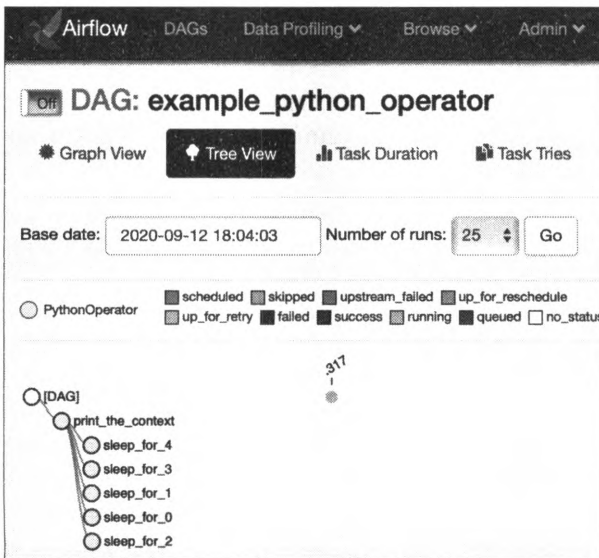 Airflow DAGs Data Profiling Browse Admin
Off DAG: example_python_operator
Graph View Tree View Task Duration Task Tries
Base date: 2020-09-12 18:04:03 Number of runs: 25 Go
PythonOperator scheduled skipped upstream_failed up_for_reschedule
up_for_retry failed success running queued no_status
.317
[DAG]
print_the_context
sleep_for_4
sleep_for_3
sleep_for_1
sleep_for_0
sleep_for_2